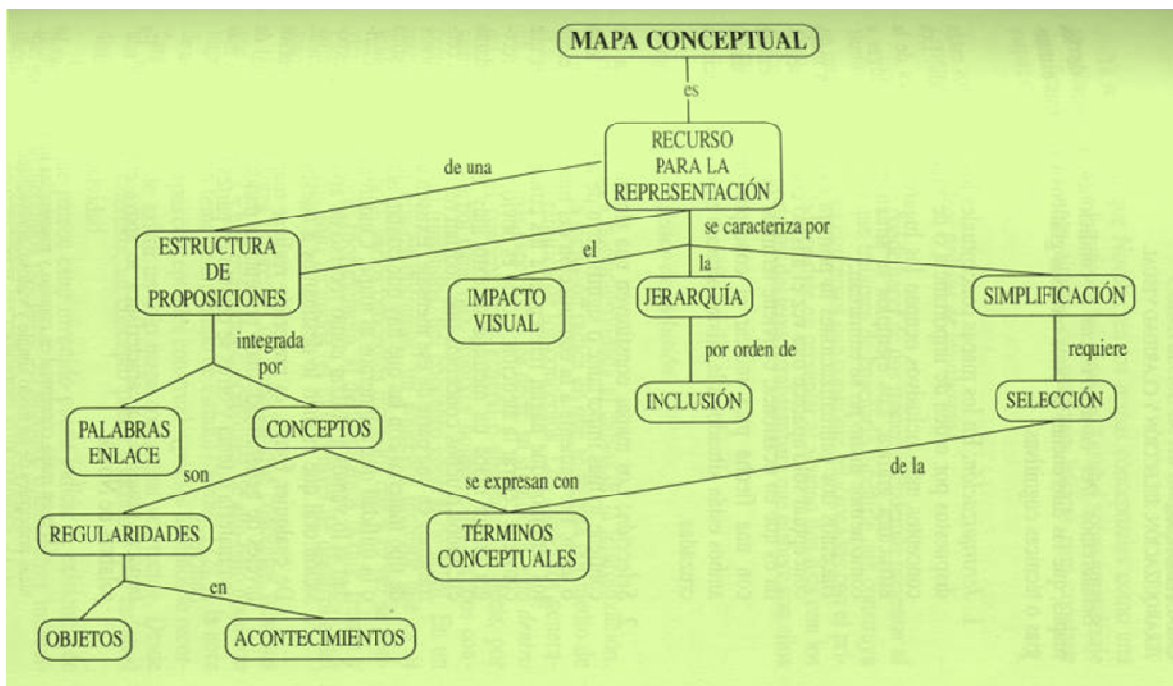 MAPA CONCEPTUAL
es
RECURSO
PARA LA
REPRESENTACIÓN
de una
se caracteriza por
ESTRUCTURA
DE
PROPOSICIONES
el
la
IMPACTO
VISUAL
JERARQUÍA
SIMPLIFICACIÓN
integrada
por
por orden de
requiere
PALABRAS
ENLACE
CONCEPTOS
INCLUSIÓN
SELECCIÓN
son
se expresan con
de la
REGULARIDADES
TÉRMINOS
CONCEPTUALES
en
OBJETOS
ACONTECIMIENTOS